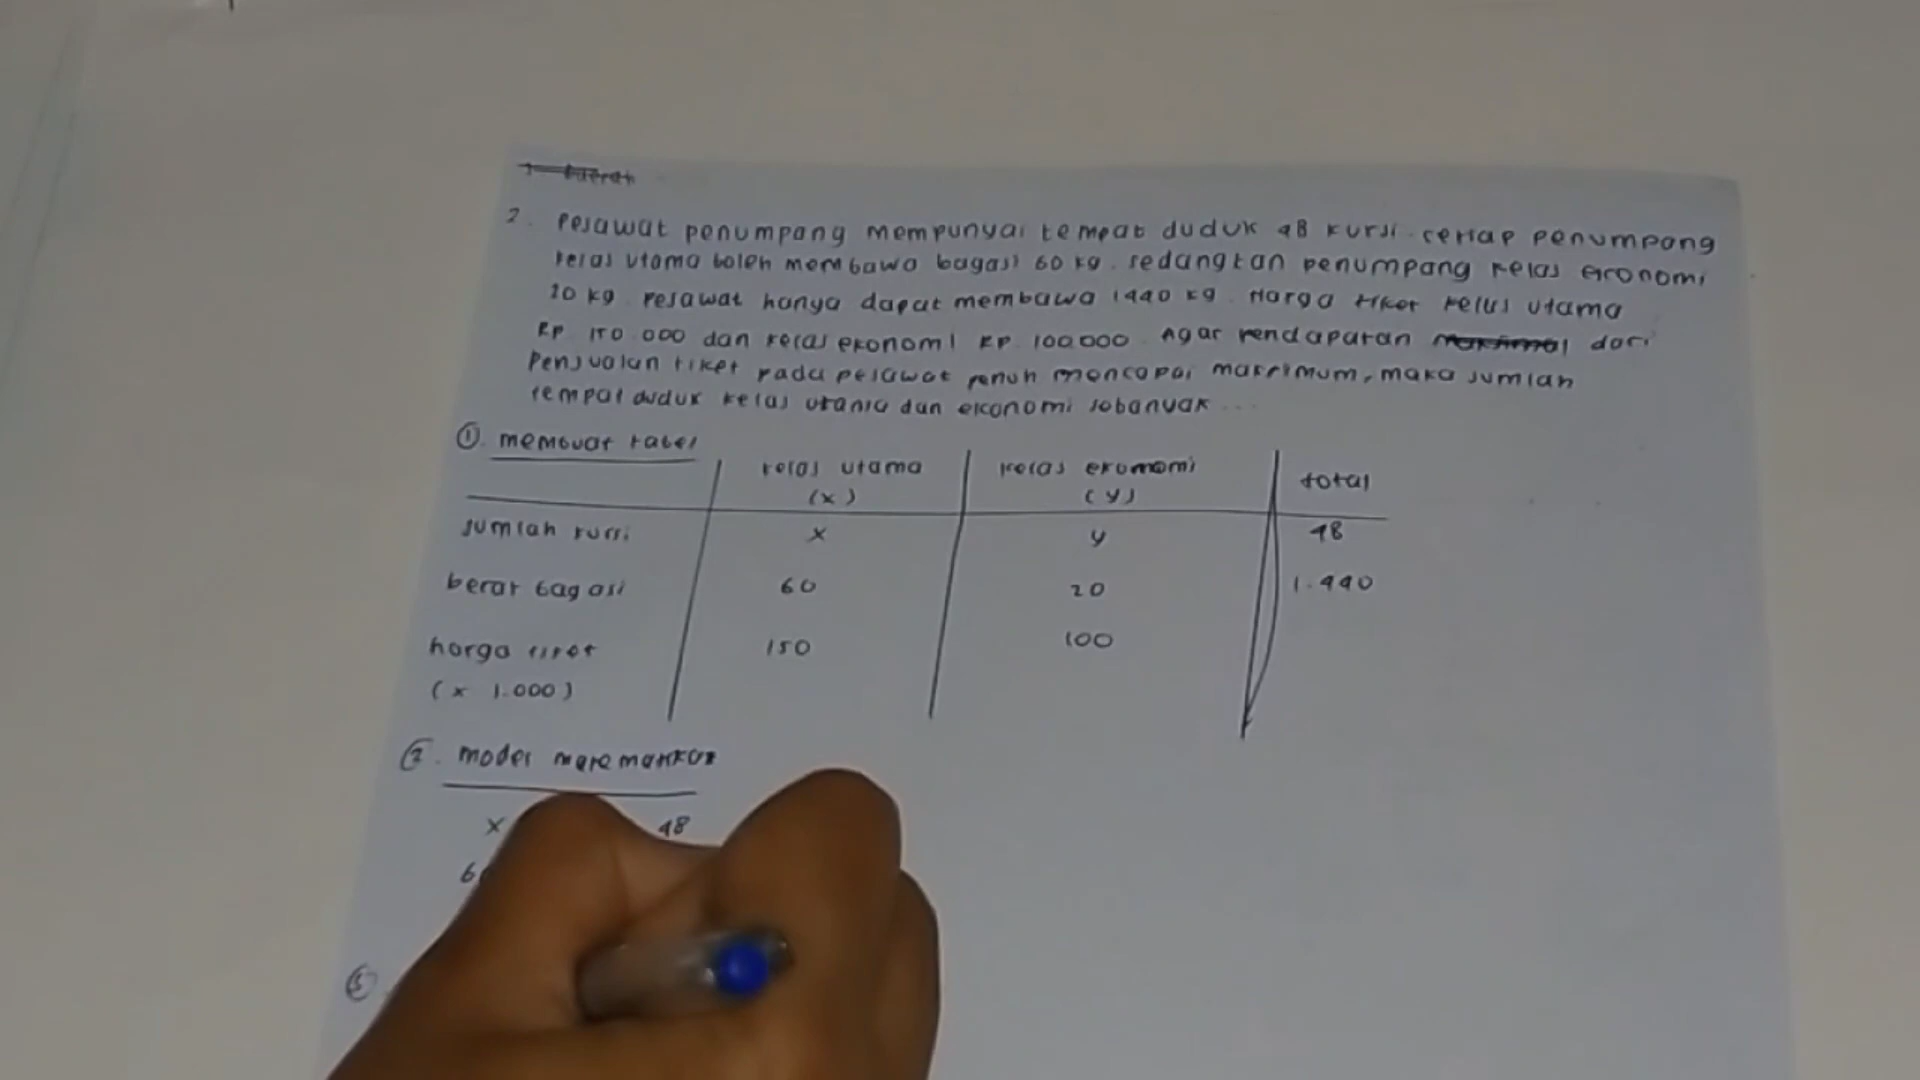 2. Pesawat penumpang mempunyai tempat duduk 48 kursi. setiap penumpang
kelas utama boleh membawa bagasi 60 kg. sedangkan penumpang kelas ekonomi
20 kg. pesawat hanya dapat membawa 1440 kg. Harga tiket kelas utama
Rp 150.000 dan kelas ekonomi Rp. 100.000. Agar pendapatan dari
Penjualan tiket pada pesawat penuh mencapai maksimum, maka jumlah
tempat duduk kelas utama dan ekonomi sebanyak ...
①. membuat tabel
kelas utama kelas ekonomi total
(x) (y)
jumlah kursi x y 48
berat bagasi 60 20 1.440
harga tiket 150 100
(x 1.000)
②. model matematika
x 48
6
③